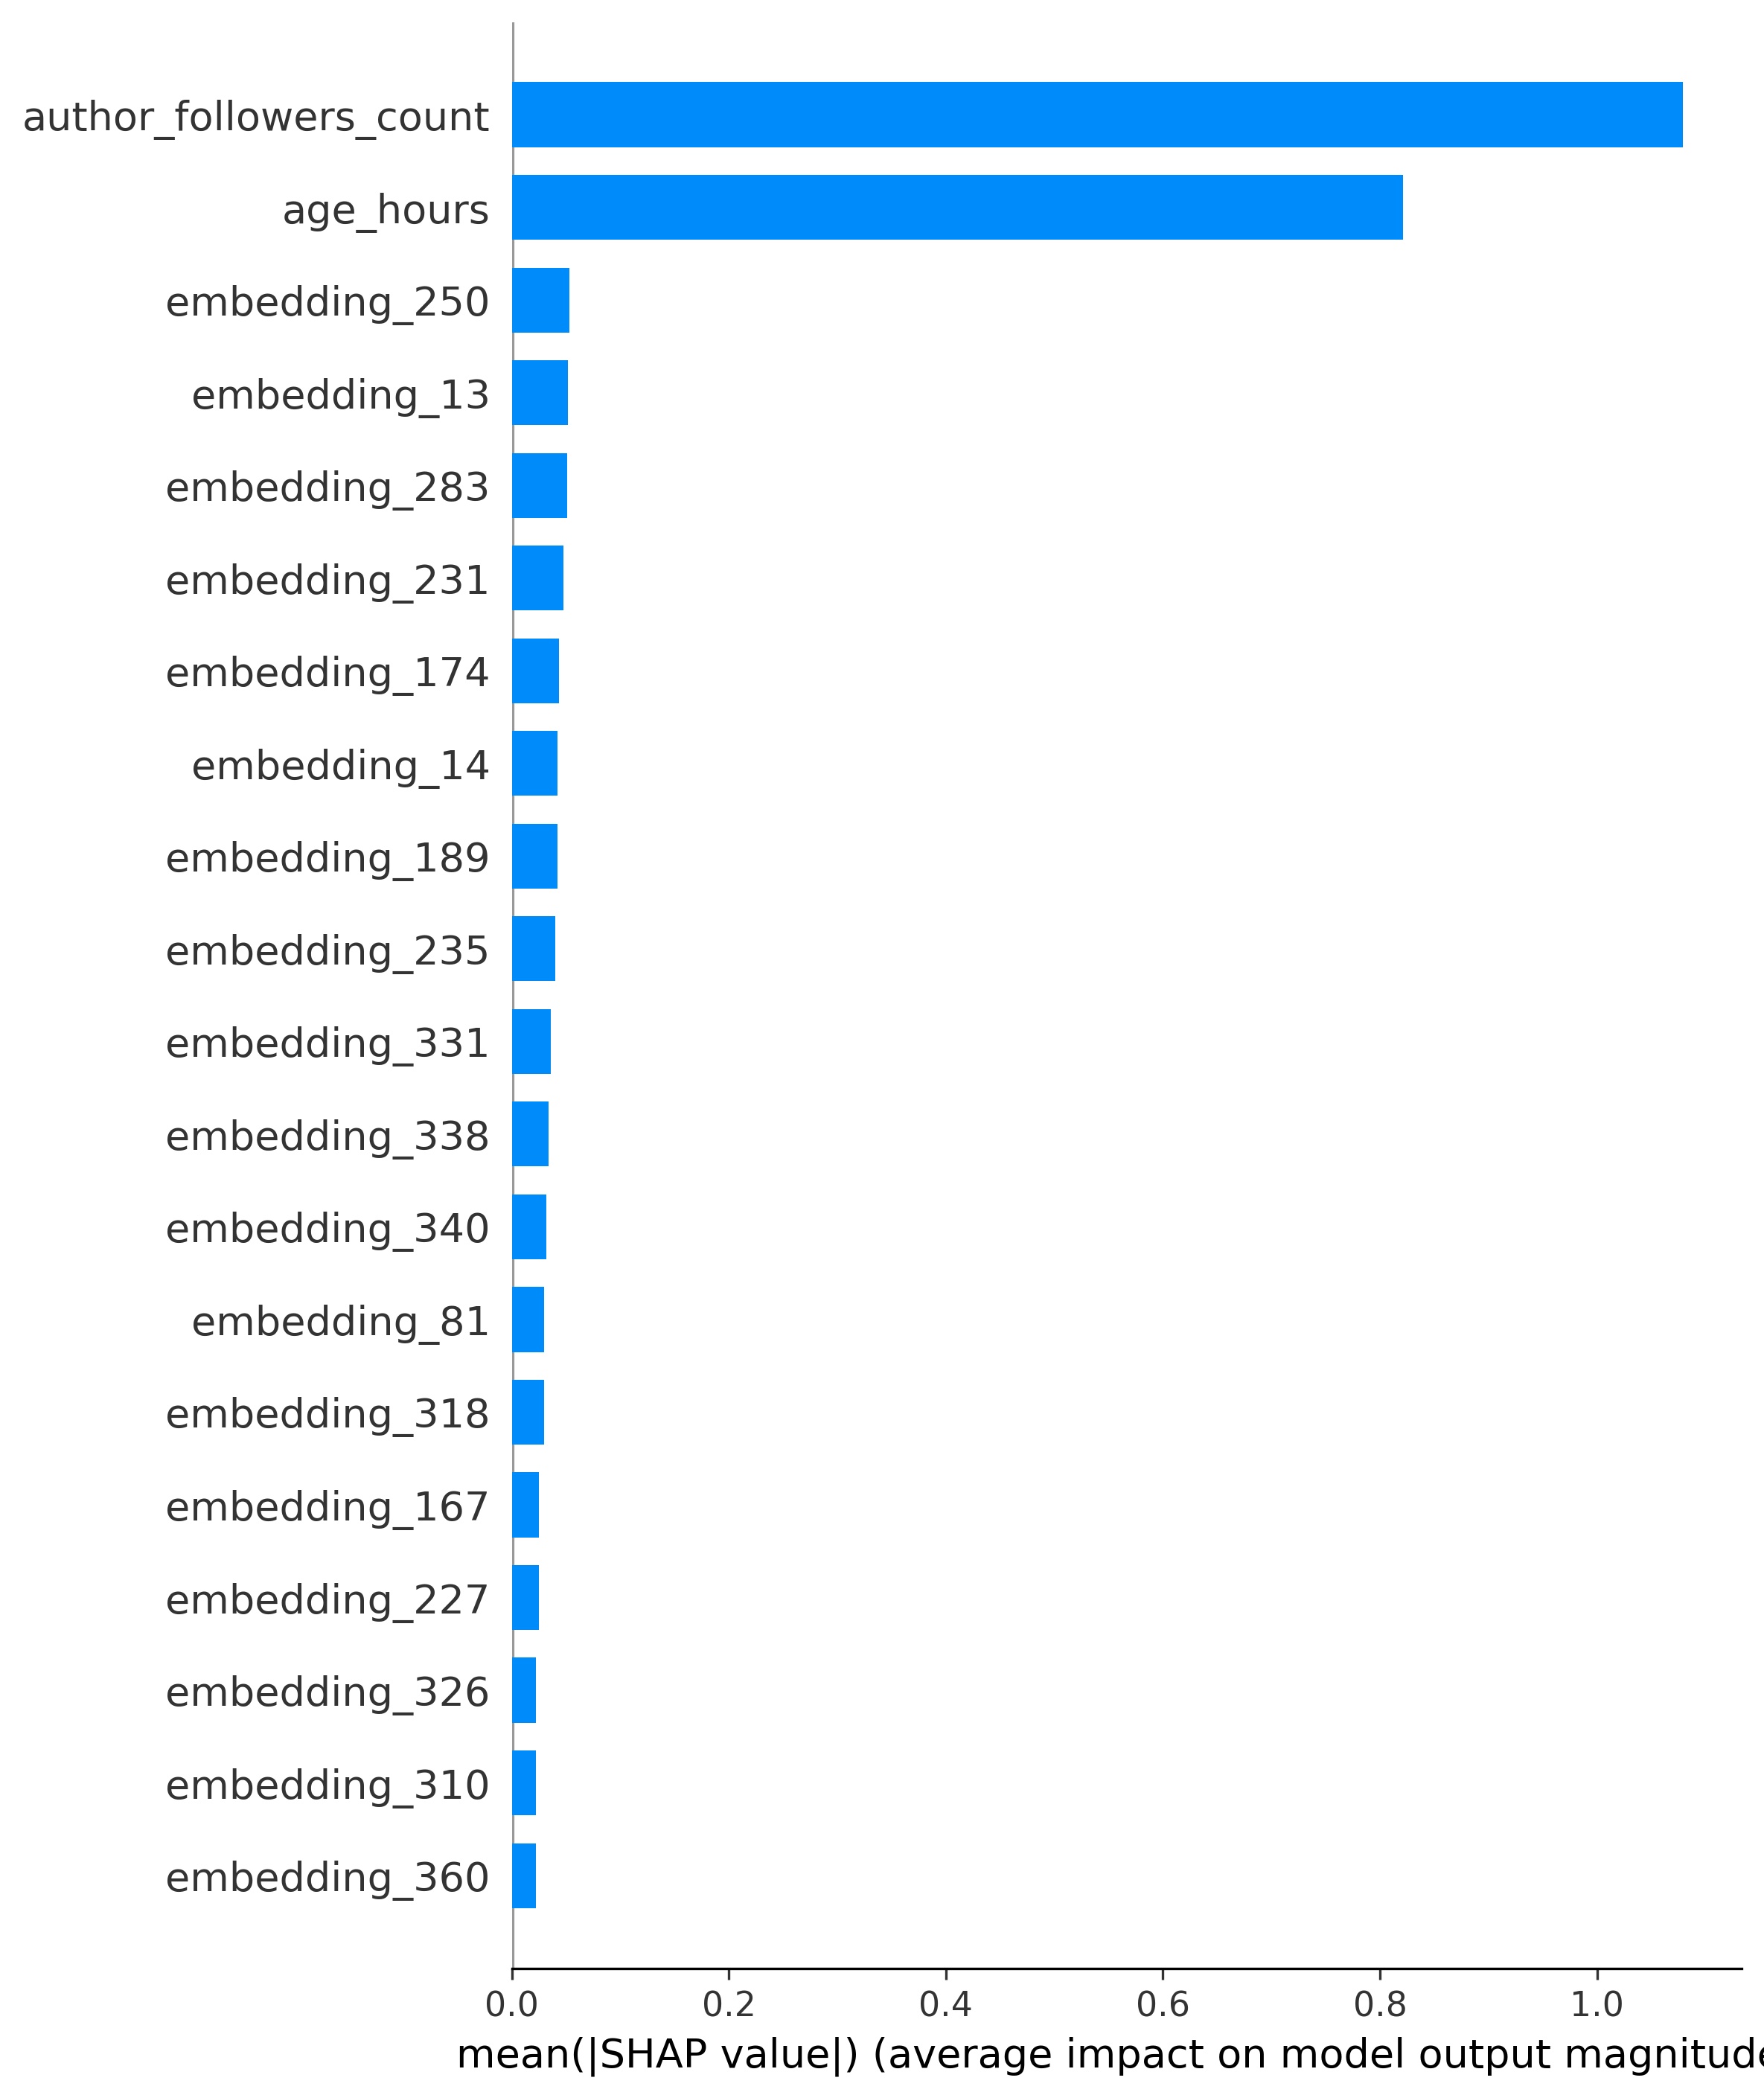 author_followers_count
age_hours
embedding_250
embedding_13
embedding_283
embedding_231
embedding_174
embedding_14
embedding_189
embedding_235
embedding_331
embedding_338
embedding_340
embedding_81
embedding_318
embedding_167
embedding_227
embedding_326
embedding_310
embedding_360
0.0 0.2 0.4 0.6 0.8 1.0
mean(|SHAP value|) (average impact on model output magnitude